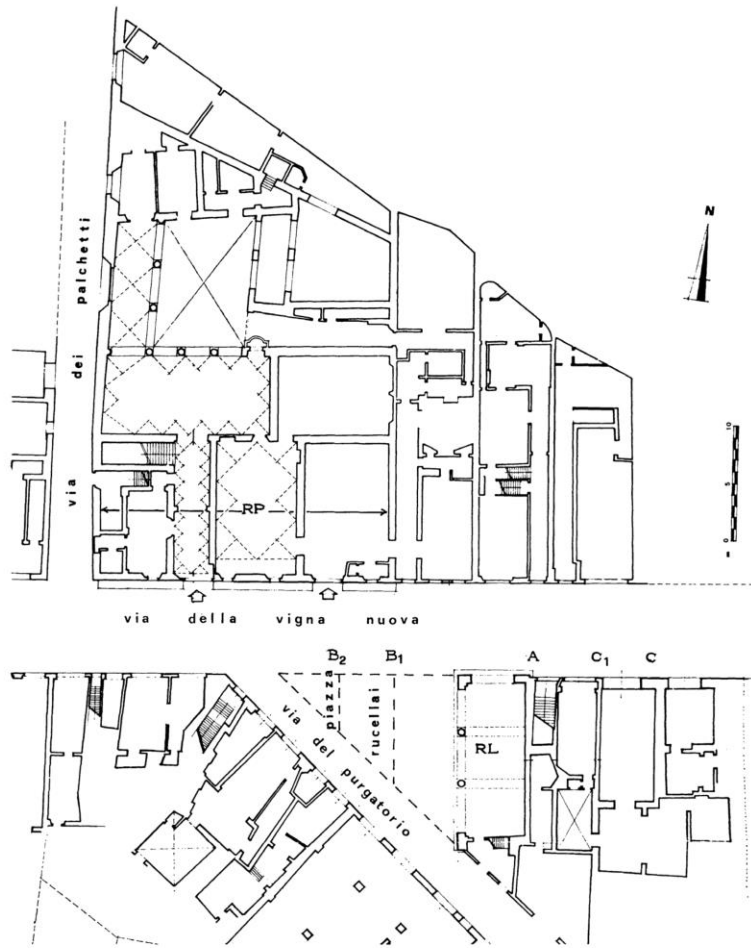 N
via dei palchetti
10
5
0
RP
via della vigna nuova
B2 B1 A C1 C
piazza rucellai
via del purgatorio
RL